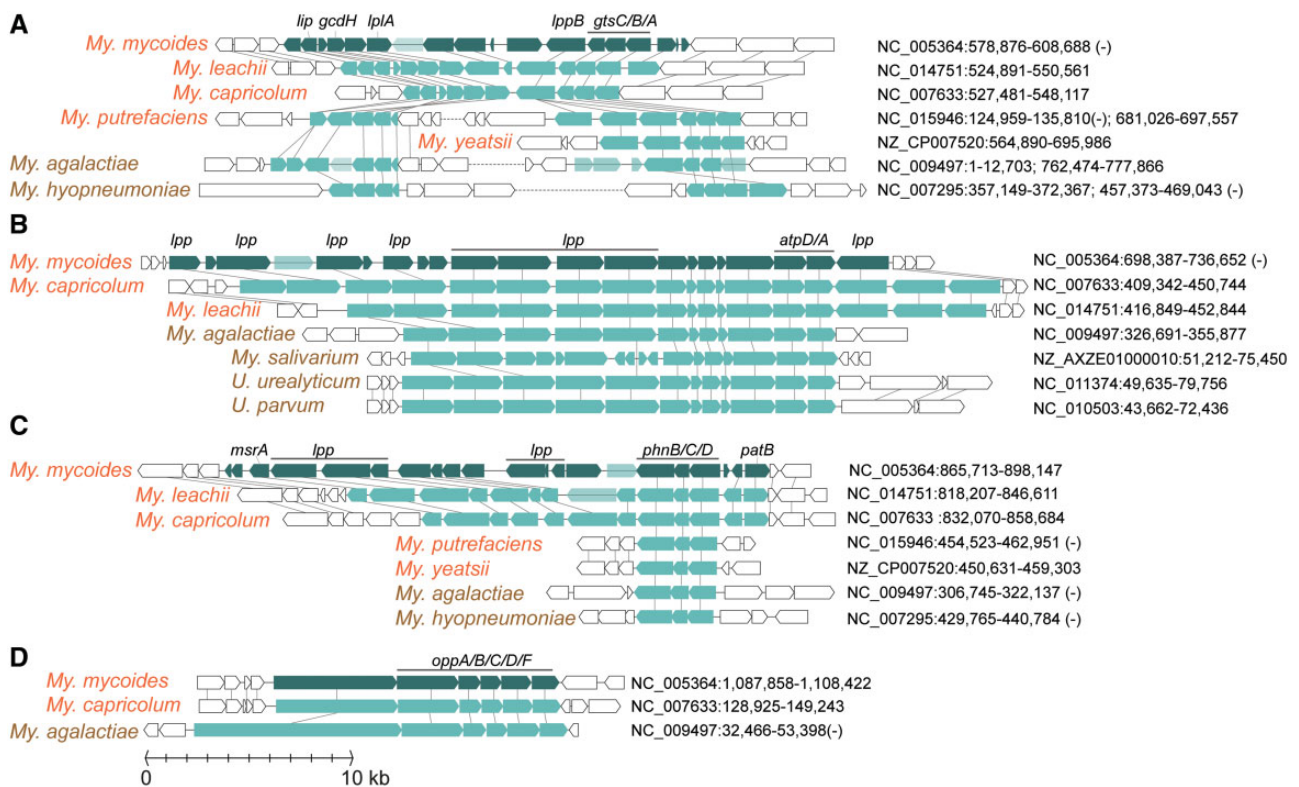 A
lip gcdH lplA lppB gtsC/B/A
My. mycoides NC_005364:578,876-608,688 (-)
My. leachii NC_014751:524,891-550,561
My. capricolum NC_007633:527,481-548,117
My. putrefaciens NC_015946:124,959-135,810(-); 681,026-697,557
My. yeatsii NZ_CP007520:564,890-695,986
My. agalactiae NC_009497:1-12,703; 762,474-777,866
My. hyopneumoniae NC_007295:357,149-372,367; 457,373-469,043 (-)
B
lpp lpp lpp lpp lpp atpD/A lpp
My. mycoides NC_005364:698,387-736,652 (-)
My. capricolum NC_007633:409,342-450,744
My. leachii NC_014751:416,849-452,844
My. agalactiae NC_009497:326,691-355,877
My. salivarium NZ_AXZE01000010:51,212-75,450
U. urealyticum NC_011374:49,635-79,756
U. parvum NC_010503:43,662-72,436
C
msrA lpp lpp phnB/C/D patB
My. mycoides NC_005364:865,713-898,147
My. leachii NC_014751:818,207-846,611
My. capricolum NC_007633 :832,070-858,684
My. putrefaciens NC_015946:454,523-462,951 (-)
My. yeatsii NZ_CP007520:450,631-459,303
My. agalactiae NC_009497:306,745-322,137 (-)
My. hyopneumoniae NC_007295:429,765-440,784 (-)
D
oppA/B/C/D/F
My. mycoides NC_005364:1,087,858-1,108,422
My. capricolum NC_007633:128,925-149,243
My. agalactiae NC_009497:32,466-53,398(-)
0 10 kb